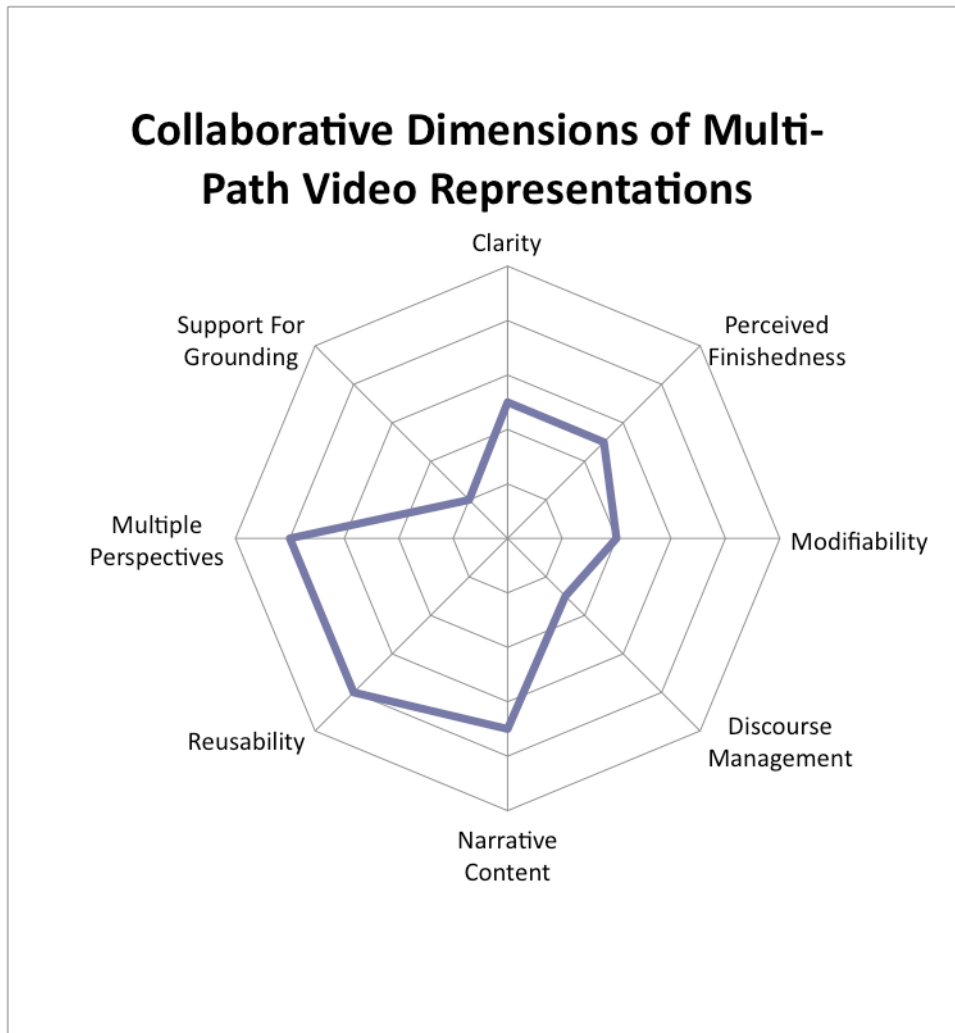 Collaborative Dimensions of Multi-
Path Video Representations
Clarity
Perceived
Finishedness
Modifiability
Discourse
Management
Narrative
Content
Reusability
Multiple
Perspectives
Support For
Grounding